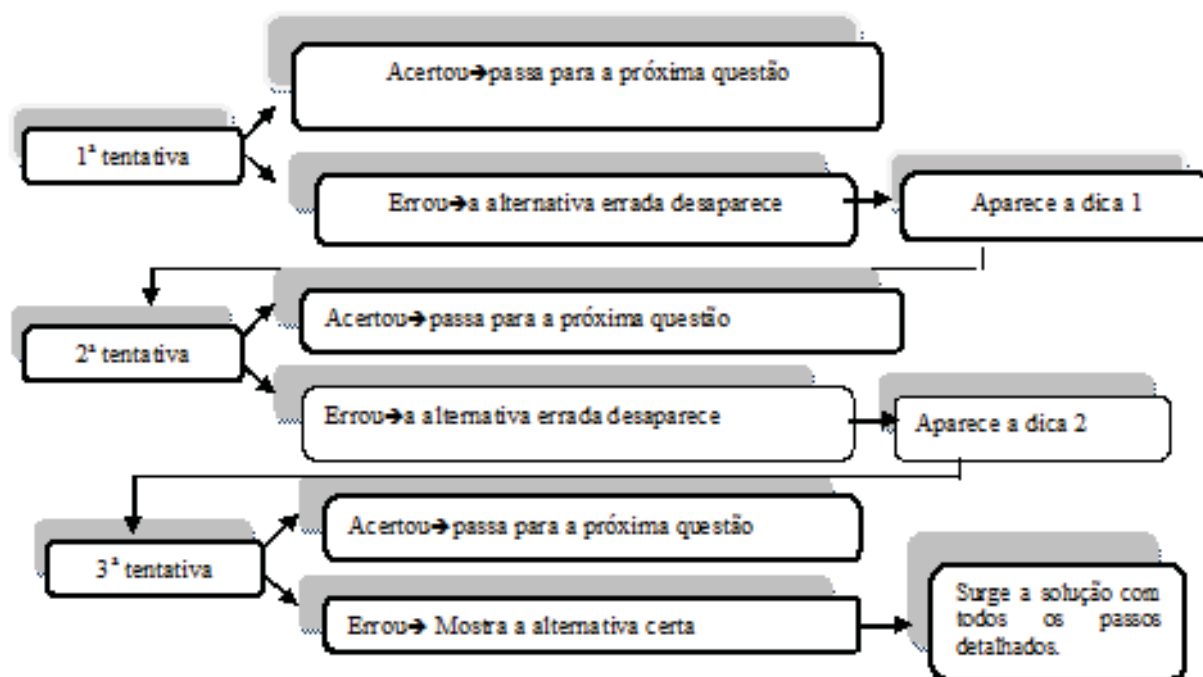 Acertou➔passa para a próxima questão
1ª tentativa
Errou➔a alternativa errada desaparece
Aparece a dica 1
Acertou➔passa para a próxima questão
2ª tentativa
Errou➔a alternativa errada desaparece
Aparece a dica 2
Acertou➔passa para a próxima questão
3ª tentativa
Errou➔ Mostra a alternativa certa
Surge a solução com
todos os passos
detalhados.